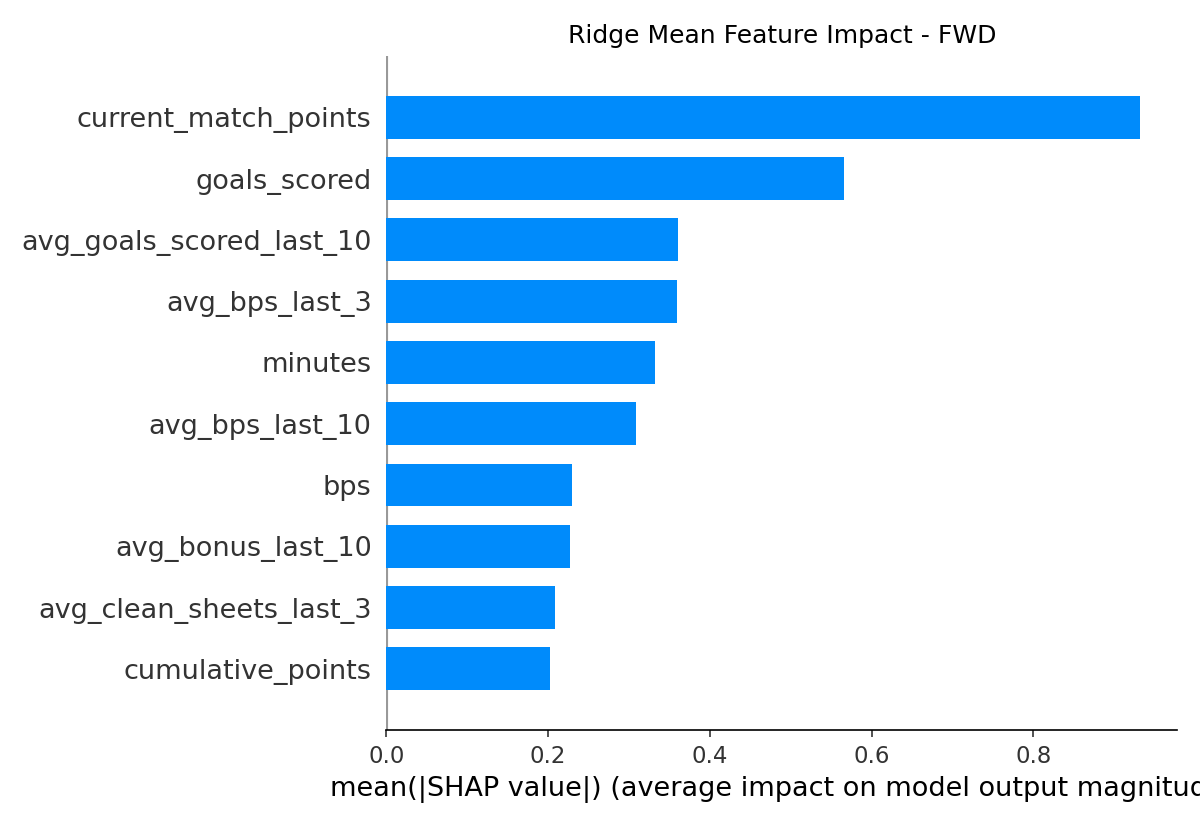 Ridge Mean Feature Impact - FWD
current_match_points
goals_scored
avg_goals_scored_last_10
avg_bps_last_3
minutes
avg_bps_last_10
bps
avg_bonus_last_10
avg_clean_sheets_last_3
cumulative_points
0.0 0.2 0.4 0.6 0.8
mean(|SHAP value|) (average impact on model output magnitud